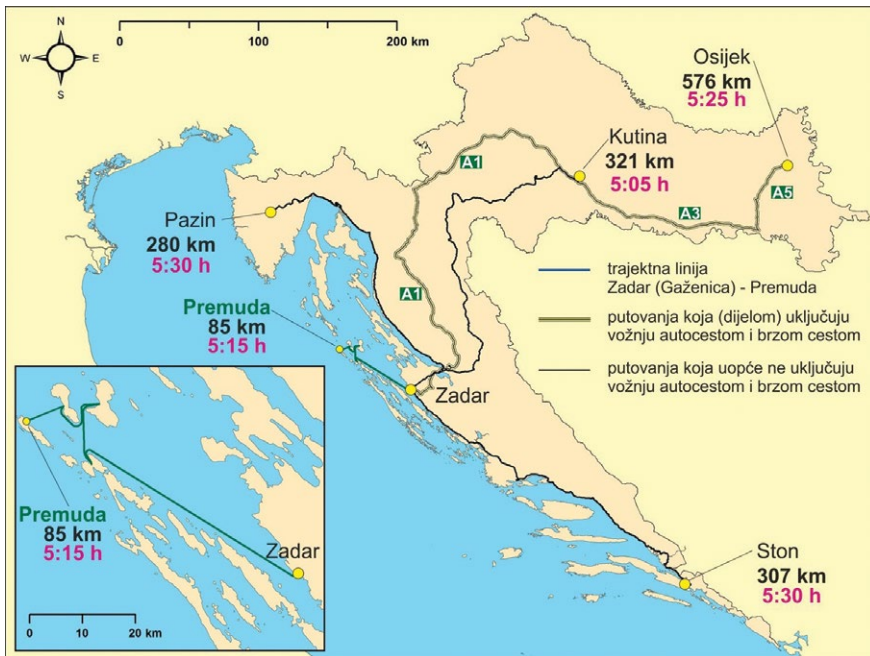 N
W E
S
0 100 200 km
Osijek
576 km
5:25 h
Kutina
321 km
5:05 h
A1
A5
A3
Pazin
280 km
5:30 h
A1
Premuda
85 km
5:15 h
Zadar
trajektna linija
Zadar (Gaženica) - Premuda
putovanja koja (dijelom) uključuju
vožnju autocestom i brzom cestom
putovanja koja uopće ne uključuju
vožnju autocestom i brzom cestom
Premuda
85 km
5:15 h
Zadar
0 10 20 km
Ston
307 km
5:30 h